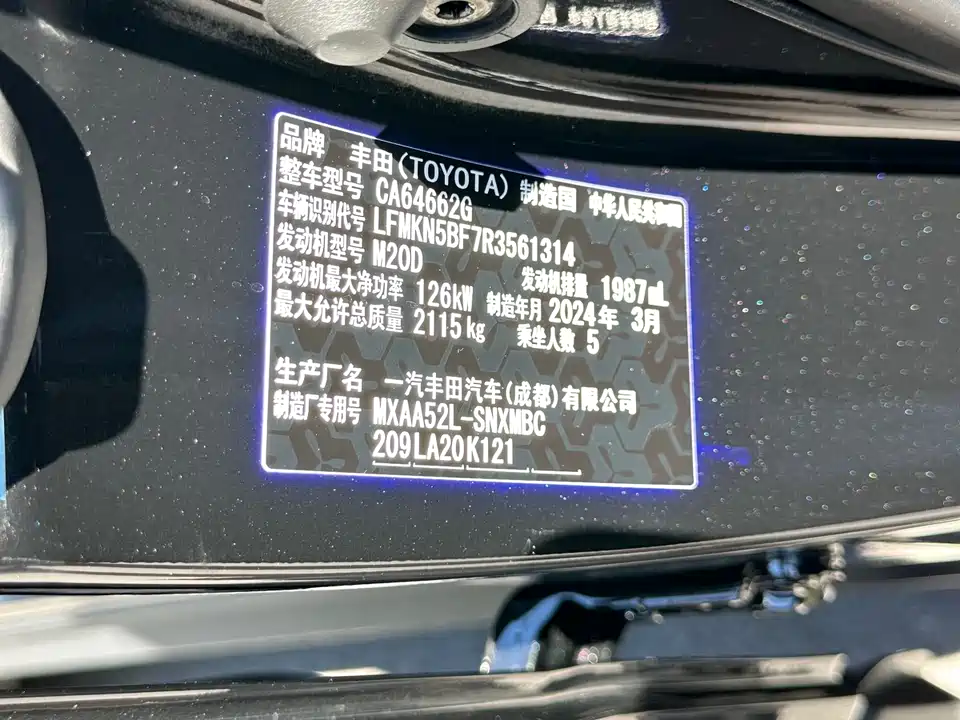 品牌 丰田(TOYOTA) 制造国 中华人民共和国
整车型号 CA64662G
车辆识别代号 LFMKN5BF7R3561314
发动机型号 M20D 发动机排量 1987mL
发动机最大净功率 126kW 制造年月 2024年 3月
最大允许总质量 2115kg 乘坐人数 5
生产厂名 一汽丰田汽车(成都)有限公司
制造厂专用号 MXAA52L-SNXMBC
209LA20K121